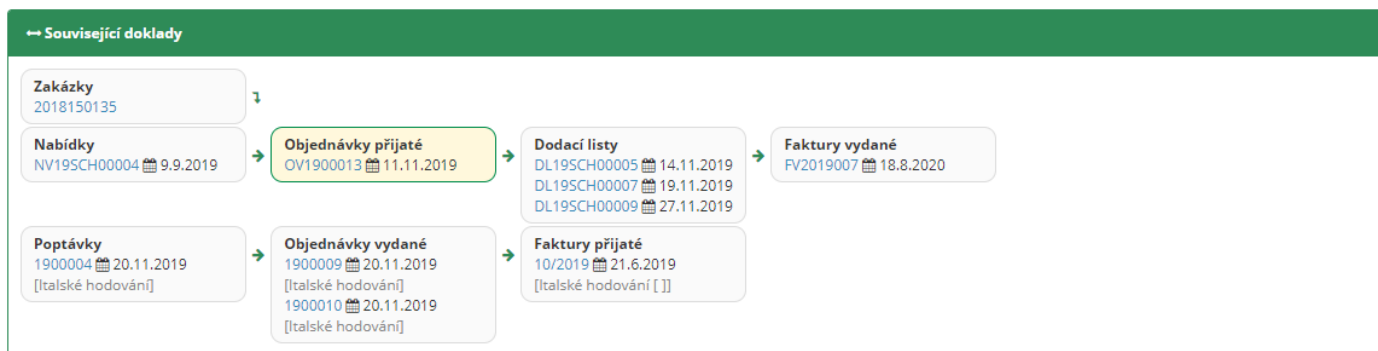 Související doklady
Zakázky
2018150135
Nabídky
NV19SCH00004 9.9.2019
Objednávky přijaté
OV1900013 11.11.2019
Dodací listy
DL19SCH00005 14.11.2019
DL19SCH00007 19.11.2019
DL19SCH00009 27.11.2019
Faktury vydané
FV2019007 18.8.2020
Poptávky
1900004 20.11.2019
[Italské hodování]
Objednávky vydané
1900009 20.11.2019
[Italské hodování]
1900010 20.11.2019
[Italské hodování]
Faktury přijaté
10/2019 21.6.2019
[Italské hodování [ ]]